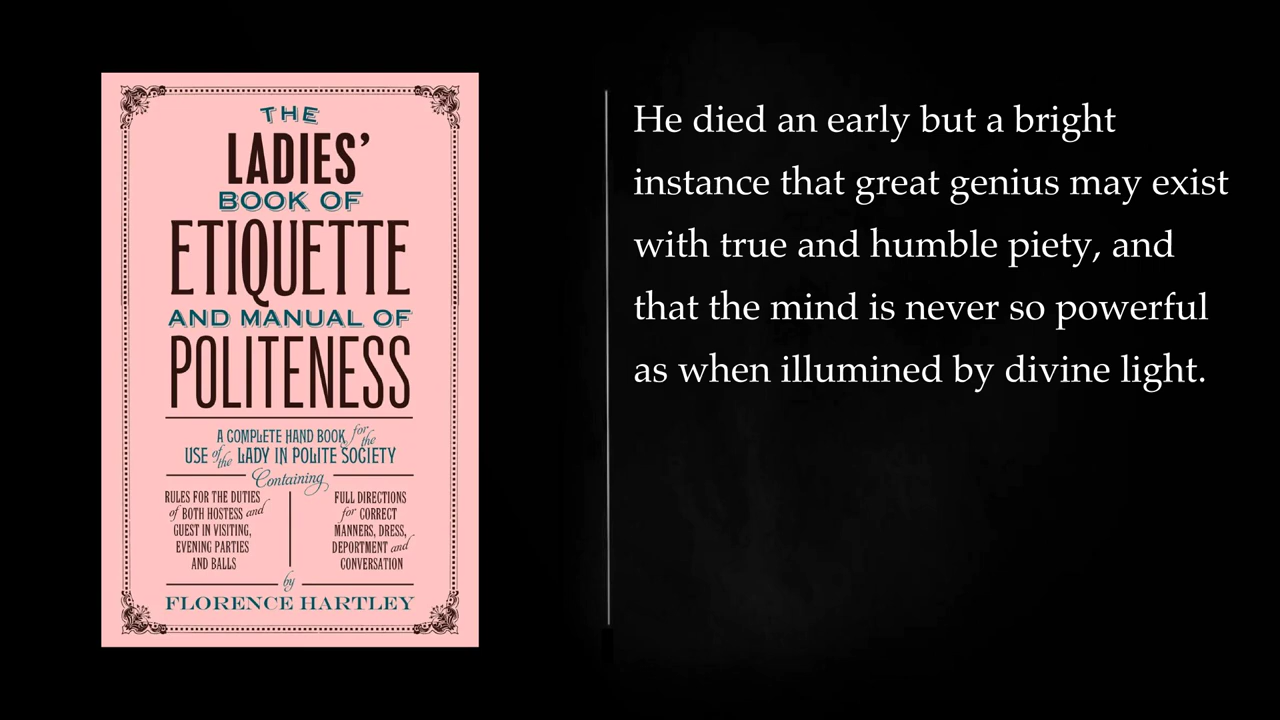 THE
LADIES'
BOOK OF
ETIQUETTE
AND MANUAL OF
POLITENESS
A COMPLETE HAND BOOK for the
USE of the LADY IN POLITE SOCIETY
Containing
RULES FOR THE DUTIES
of BOTH HOSTESS and
GUEST IN VISITING,
EVENING PARTIES
AND BALLS
FULL DIRECTIONS
for CORRECT
MANNERS, DRESS,
DEPORTMENT and
CONVERSATION
by
FLORENCE HARTLEY
He died an early but a bright
instance that great genius may exist
with true and humble piety, and
that the mind is never so powerful
as when illumined by divine light.